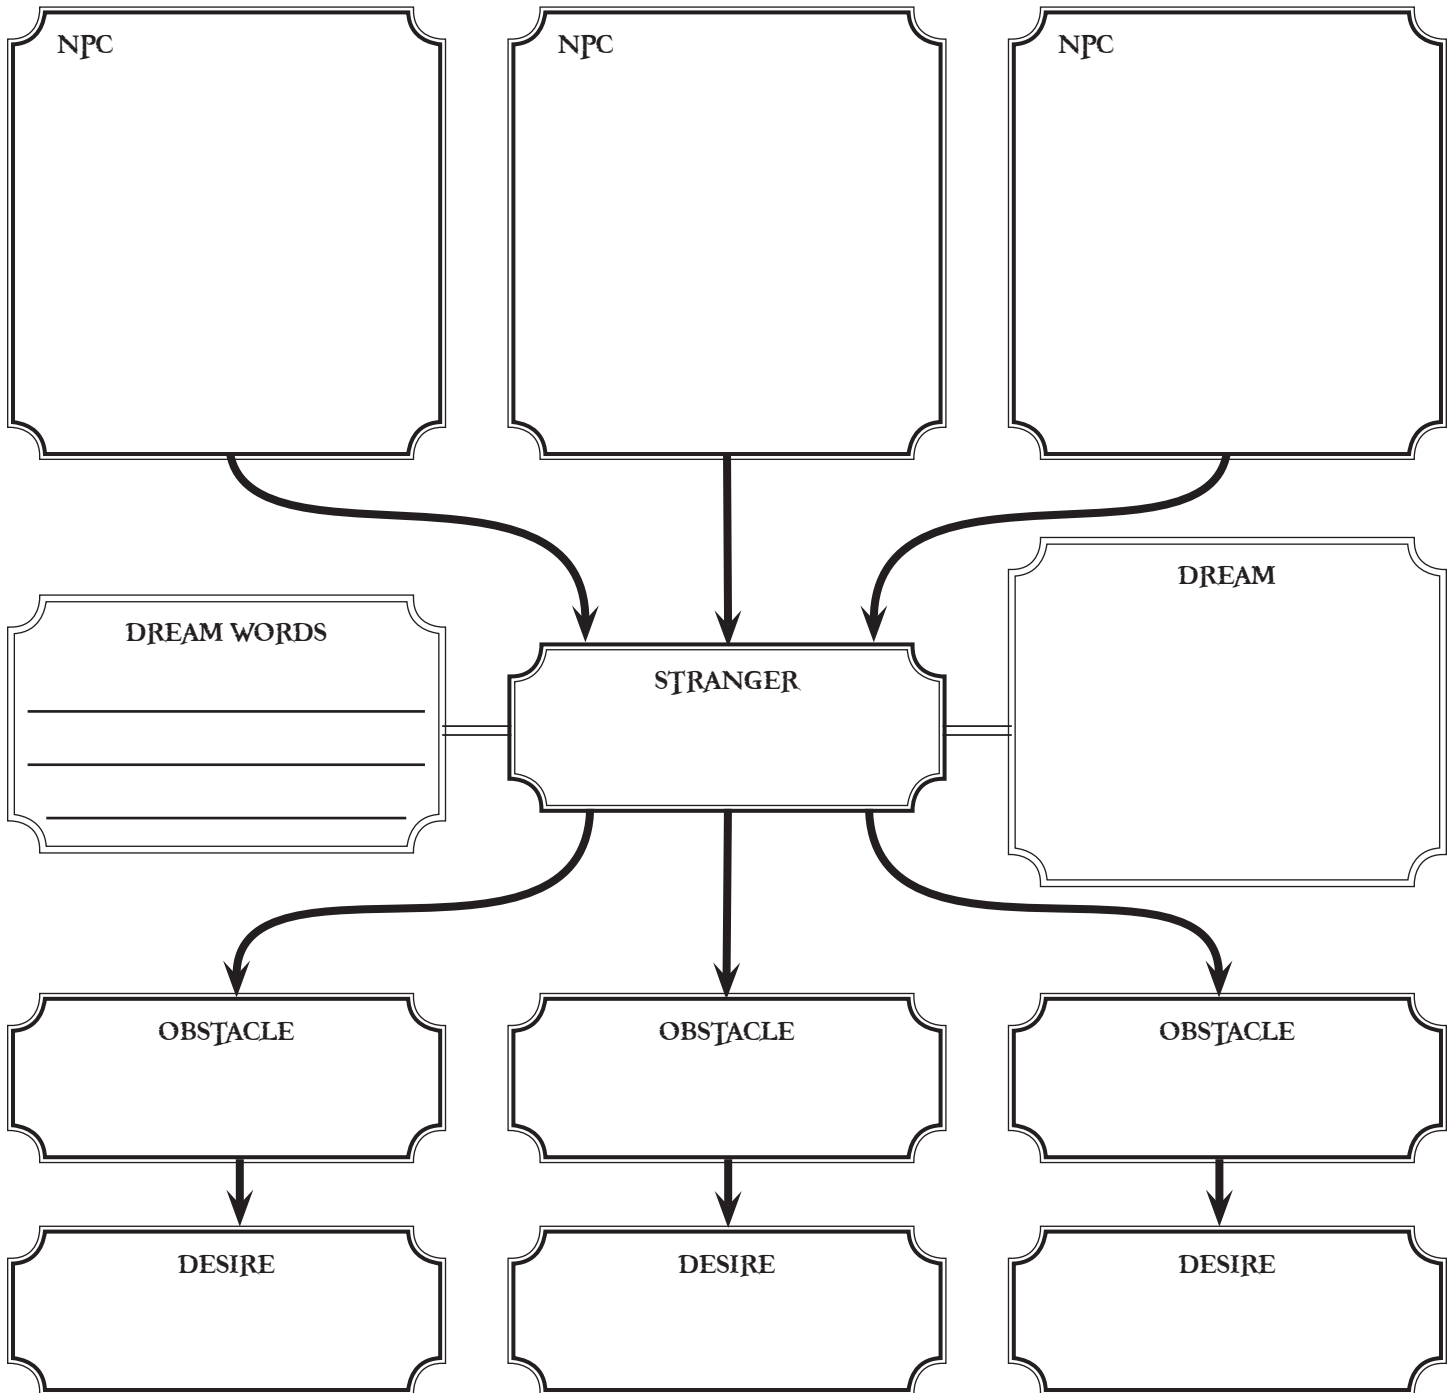 NPC
NPC
NPC
DREAM
DREAM WORDS
STRANGER
OBSTACLE
OBSTACLE
OBSTACLE
DESIRE
DESIRE
DESIRE